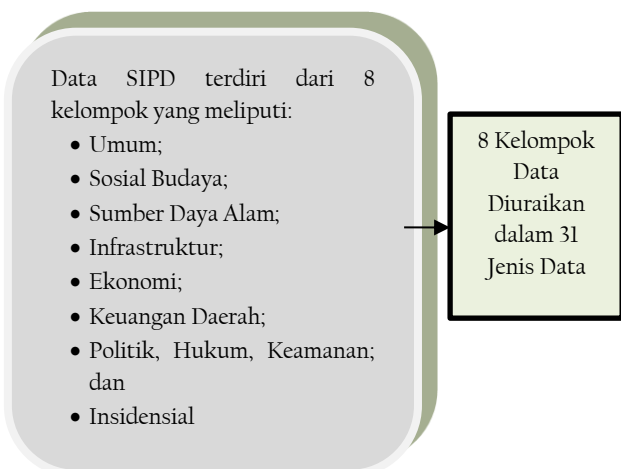 Data SIPD terdiri dari 8
kelompok yang meliputi:
• Umum;
• Sosial Budaya;
• Sumber Daya Alam;
• Infrastruktur;
• Ekonomi;
• Keuangan Daerah;
• Politik, Hukum, Keamanan;
dan
• Insidensial
8 Kelompok
Data
Diuraikan
dalam 31
Jenis Data